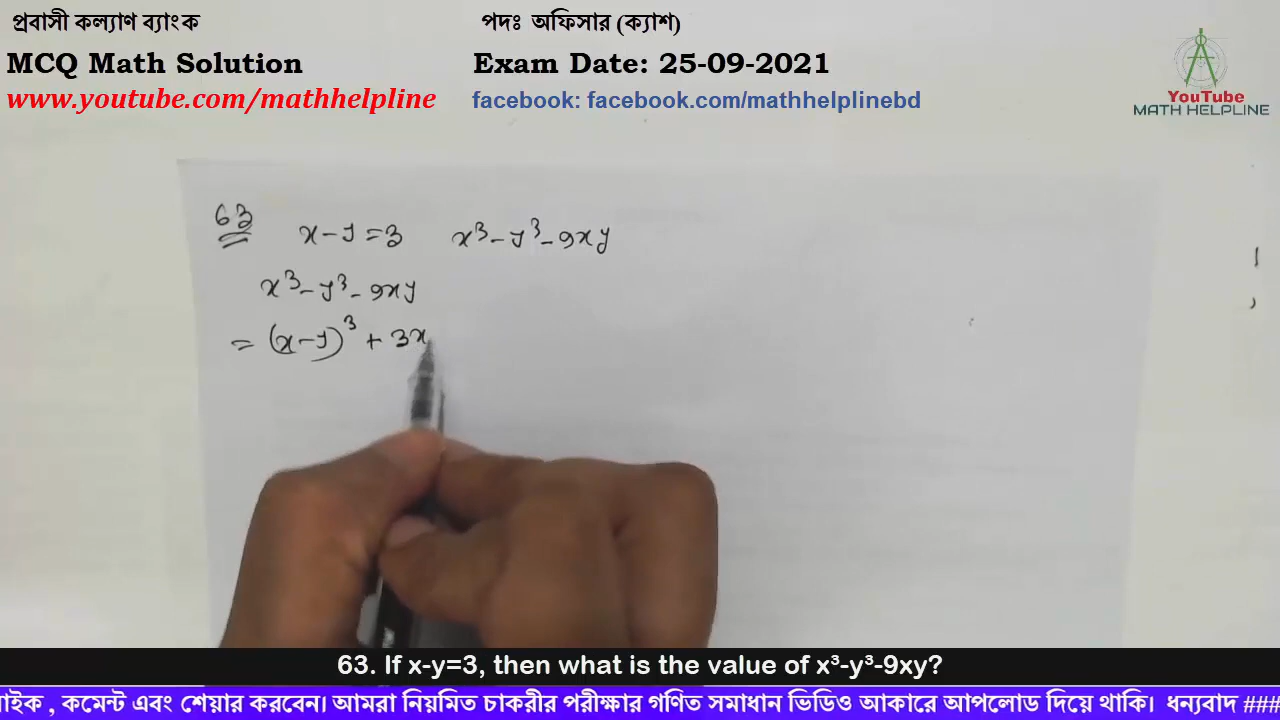 প্রবাসী কল্যাণ ব্যাংক
পদঃ অফিসার (ক্যাশ)
MCQ Math Solution
Exam Date: 25-09-2021
www.youtube.com/mathhelpline
facebook: facebook.com/mathhelplinebd
YouTube
MATH HELPLINE
63 x-y=3 x³-y³-9xy
x³-y³-9xy
= (x-y)³ + 3x
63. If x-y=3, then what is the value of x³-y³-9xy?
কমেন্ট এবং শেয়ার করবেন। আমরা নিয়মিত চাকরীর পরীক্ষার গণিত সমাধান ভিডিও আকারে আপলোড দিয়ে থাকি। ধন্যবাদ ###